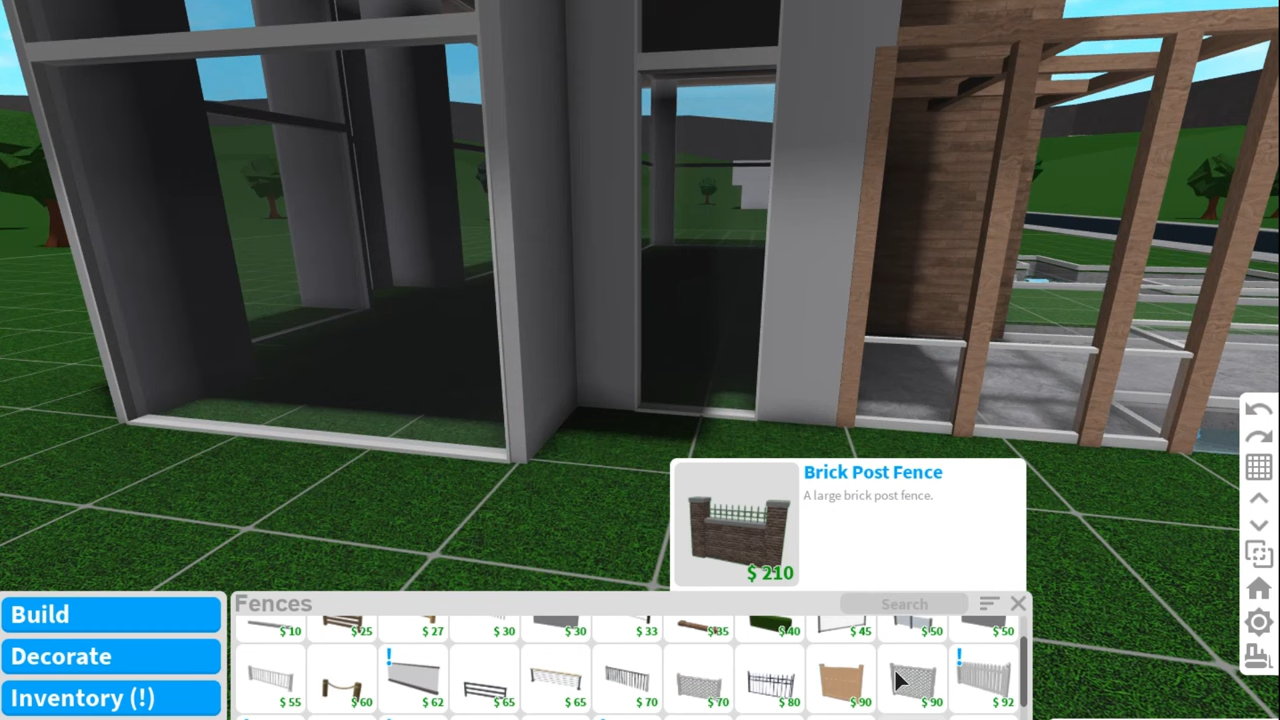 Brick Post Fence
A large brick post fence.
$ 210
Build
Decorate
Inventory (!)
Fences
Search
$ 10 $ 25 $ 27 $ 30 $ 30 $ 33 $ 35 $ 40 $ 45 $ 50 $ 50
! !
$ 55 $ 60 $ 62 $ 65 $ 65 $ 70 $ 70 $ 80 $ 90 $ 90 $ 92